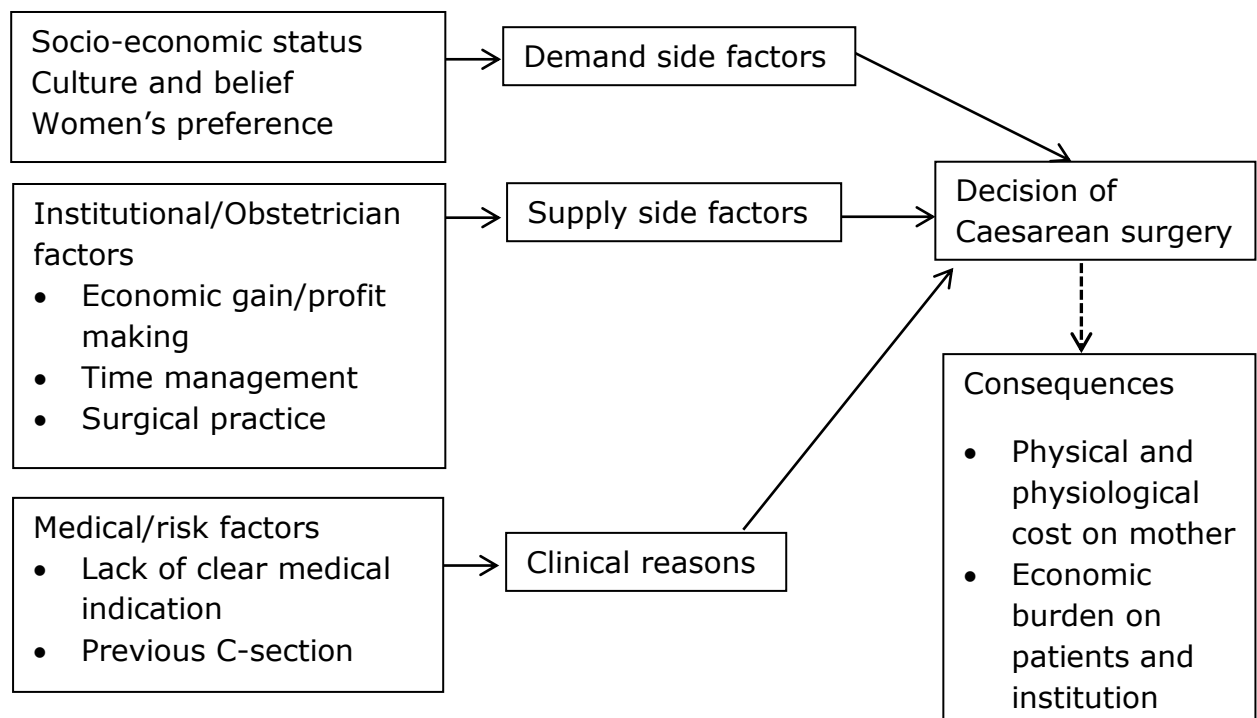 Socio-economic status
Culture and belief
Women’s preference
Demand side factors
Institutional/Obstetrician
factors
• Economic gain/profit
making
• Time management
• Surgical practice
Supply side factors
Medical/risk factors
• Lack of clear medical
indication
• Previous C-section
Clinical reasons
Decision of
Caesarean surgery
Consequences
• Physical and
physiological
cost on mother
• Economic
burden on
patients and
institution